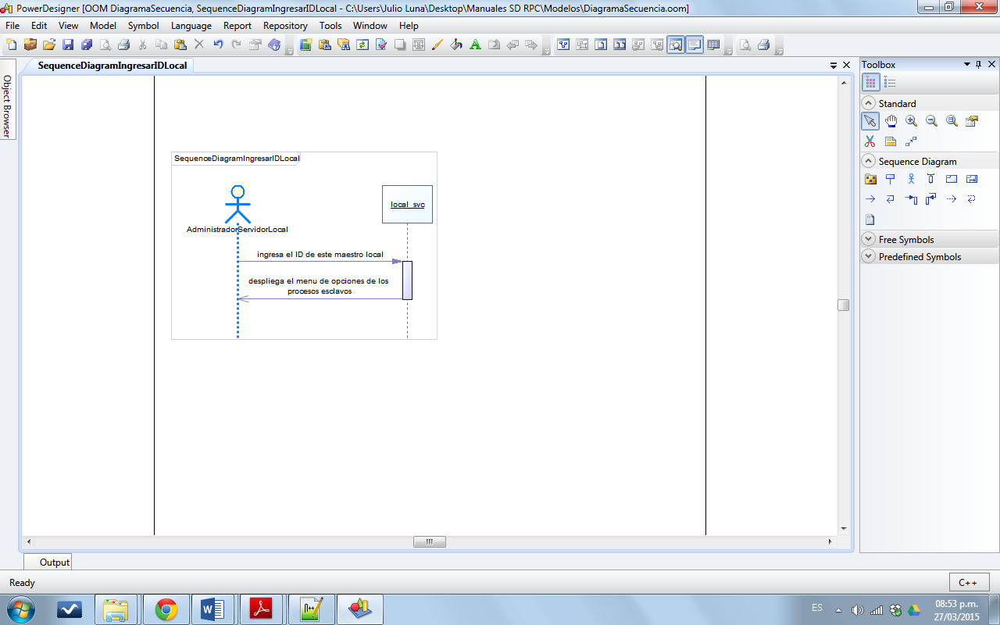 PowerDesigner [OOM DiagramaSecuencia, SequenceDiagramIngresarIDLocal - C:\Users\Julio Luna\Desktop\Manuales SD RPC\Modelos\DiagramaSecuencia.oom]
File Edit View Model Symbol Language Report Repository Tools Window Help
SequenceDiagramIngresarIDLocal
Toolbox
Object Browser
Standard
Sequence Diagram
Free Symbols
Predefined Symbols
SequenceDiagramIngresarIDLocal
local_svc
AdministradorServidorLocal
ingresa el ID de este maestro local
despliega el menu de opciones de los
procesos esclavos
Output
Ready
C++
ES
08:53 p.m.
27/03/2015